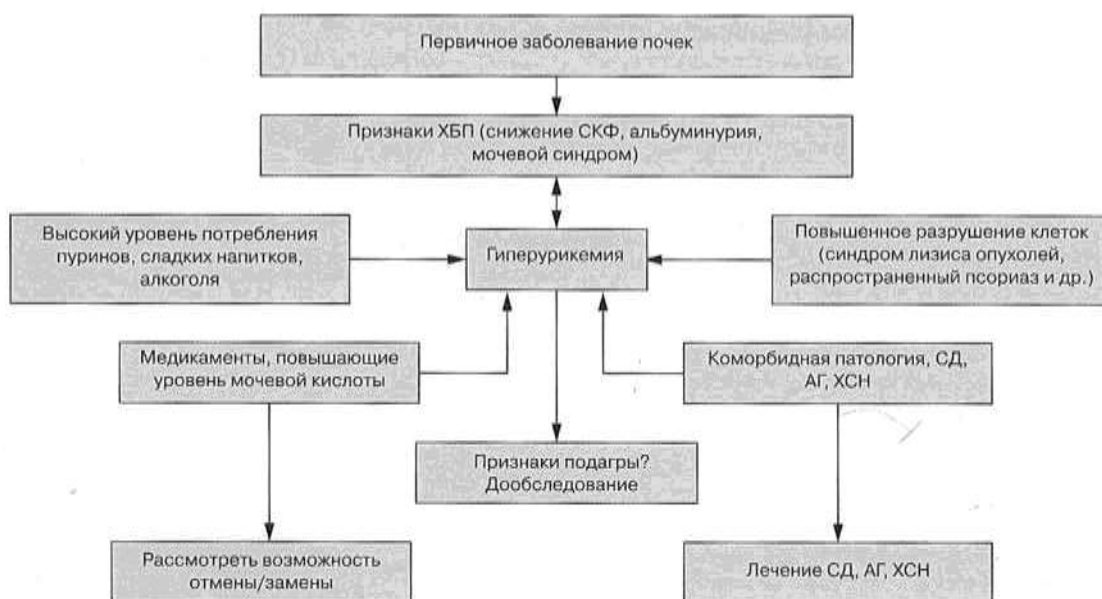 Первичное заболевание почек
Признаки ХБП (снижение СКФ, альбуминурия,
мочевой синдром)
Высокий уровень потребления
пуринов, сладких напитков,
алкоголя
Гиперурикемия
Повышенное разрушение клеток
(синдром лизиса опухолей,
распространенный псориаз и др.)
Медикаменты, повышающие
уровень мочевой кислоты
Коморбидная патология, СД,
АГ, ХСН
Признаки подагры?
Дообследование
Рассмотреть возможность
отмены/замены
Лечение СД, АГ, ХСН